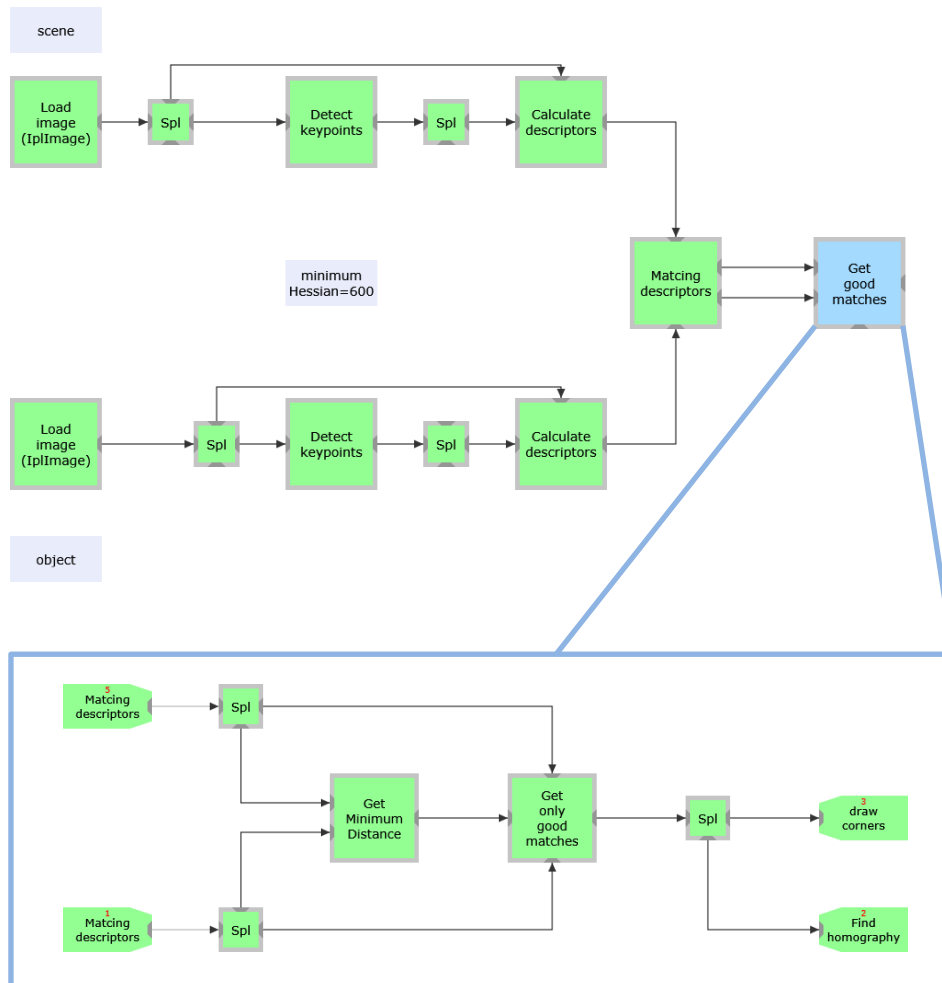 scene
Load
image
(IplImage)
Spl
Detect
keypoints
Spl
Calculate
descriptors
minimum
Hessian=600
Matcing
descriptors
Get
good
matches
Load
image
(IplImage)
Spl
Detect
keypoints
Spl
Calculate
descriptors
object
5
Matcing
descriptors
Spl
Get
Minimum
Distance
Get
only
good
matches
Spl
3
draw
corners
1
Matcing
descriptors
Spl
2
Find
homography